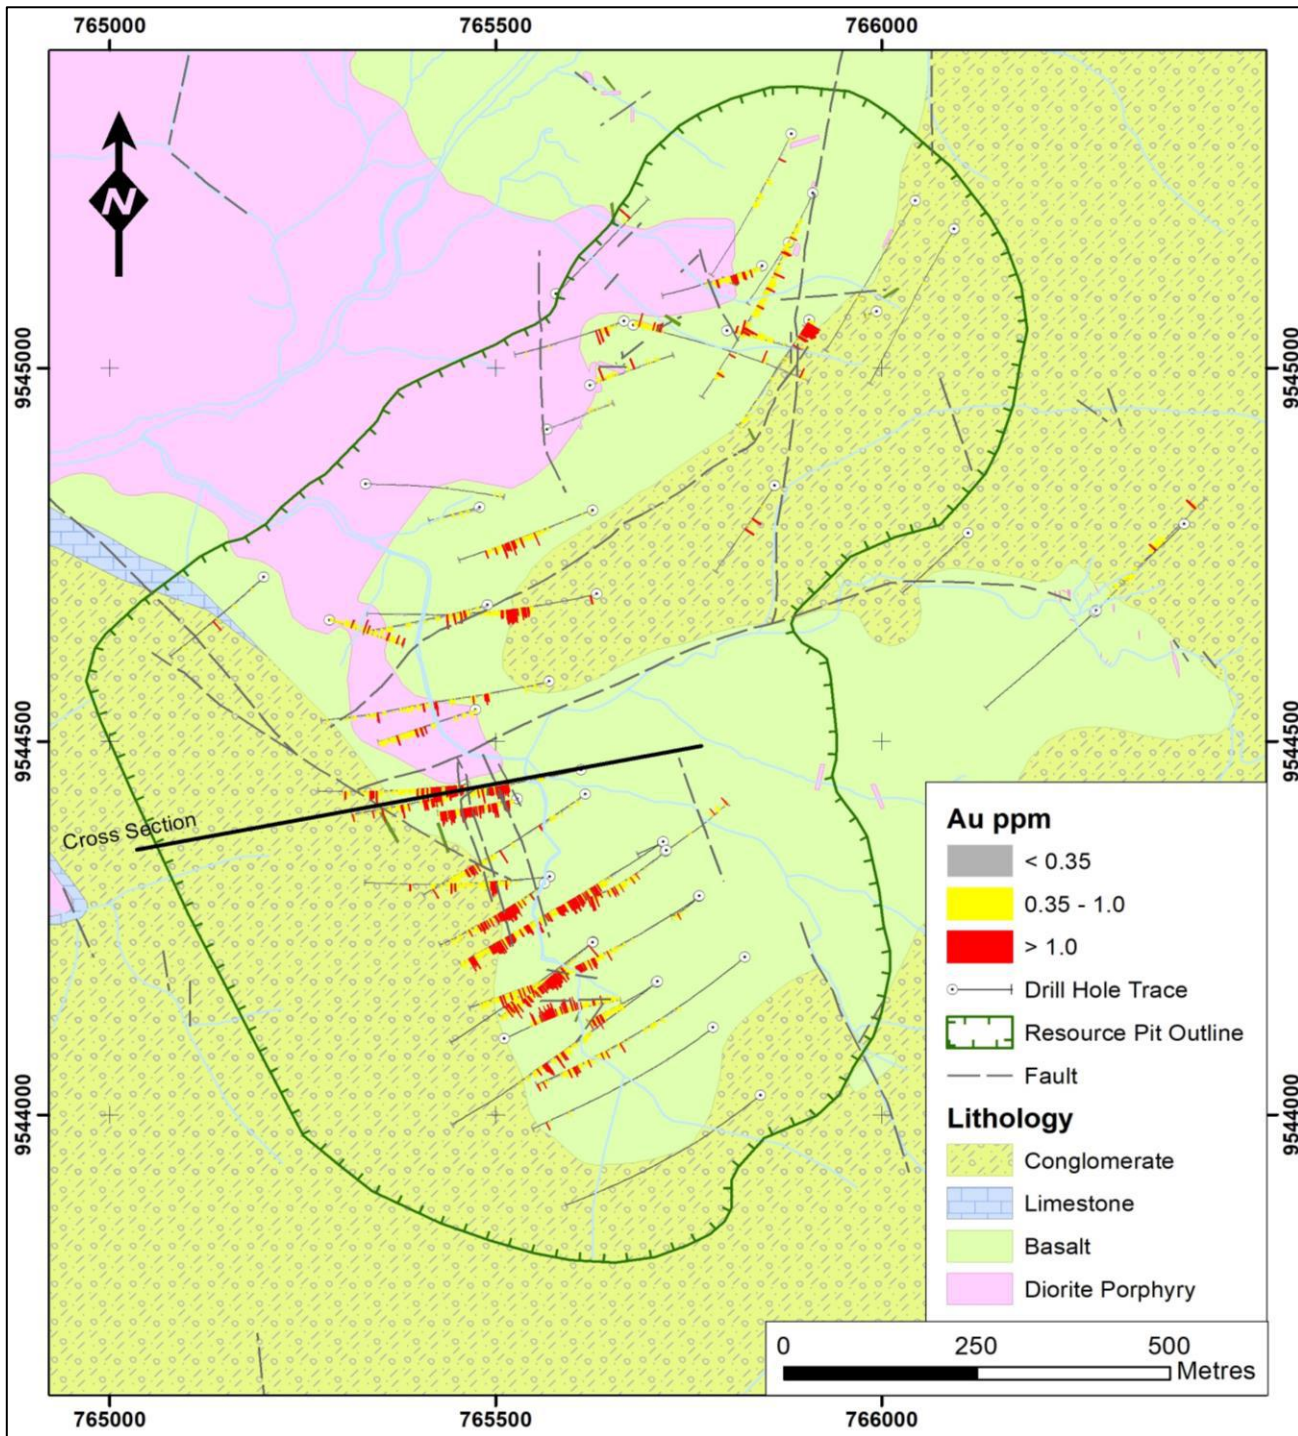 765000 765500 766000
N
9545000 9545000
9544500 9544500
Cross Section
9544000 9544000
Au ppm
< 0.35
0.35 - 1.0
> 1.0
Drill Hole Trace
Resource Pit Outline
Fault
Lithology
Conglomerate
Limestone
Basalt
Diorite Porphyry
0 250 500
Metres
765000 765500 766000